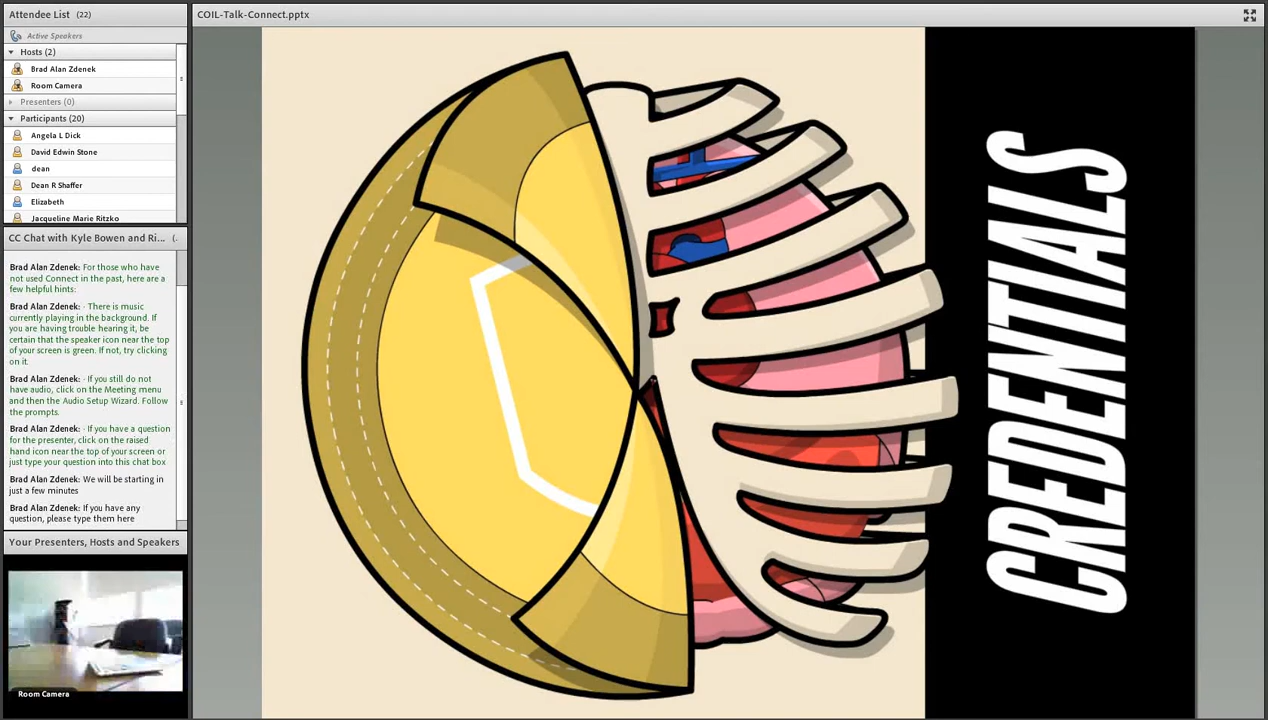 Attendee List (22)
Active Speakers
Hosts (2)
Brad Alan Zdenek
Room Camera
Presenters (0)
Participants (20)
Angela L Dick
David Edwin Stone
dean
Dean R Shaffer
Elizabeth
Jacqueline Marie Ritzko
CC Chat with Kyle Bowen and Ri... (.
Brad Alan Zdenek: For those who have
not used Connect in the past, here are a
few helpful hints:
Brad Alan Zdenek: - There is music
currently playing in the background. If
you are having trouble hearing it, be
certain that the speaker icon near the top
of your screen is green. If not, try clicking
on it.
Brad Alan Zdenek: - If you still do not
have audio, click on the Meeting menu
and then the Audio Setup Wizard. Follow
the prompts.
Brad Alan Zdenek: - If you have a question
for the presenter, click on the raised
hand icon near the top of your screen or
just type your question into this chat box
Brad Alan Zdenek: We will be starting in
just a few minutes
Brad Alan Zdenek: If you have any
question, please type them here
Your Presenters, Hosts and Speakers
Room Camera
COIL-Talk-Connect.pptx
CREDENTIALS